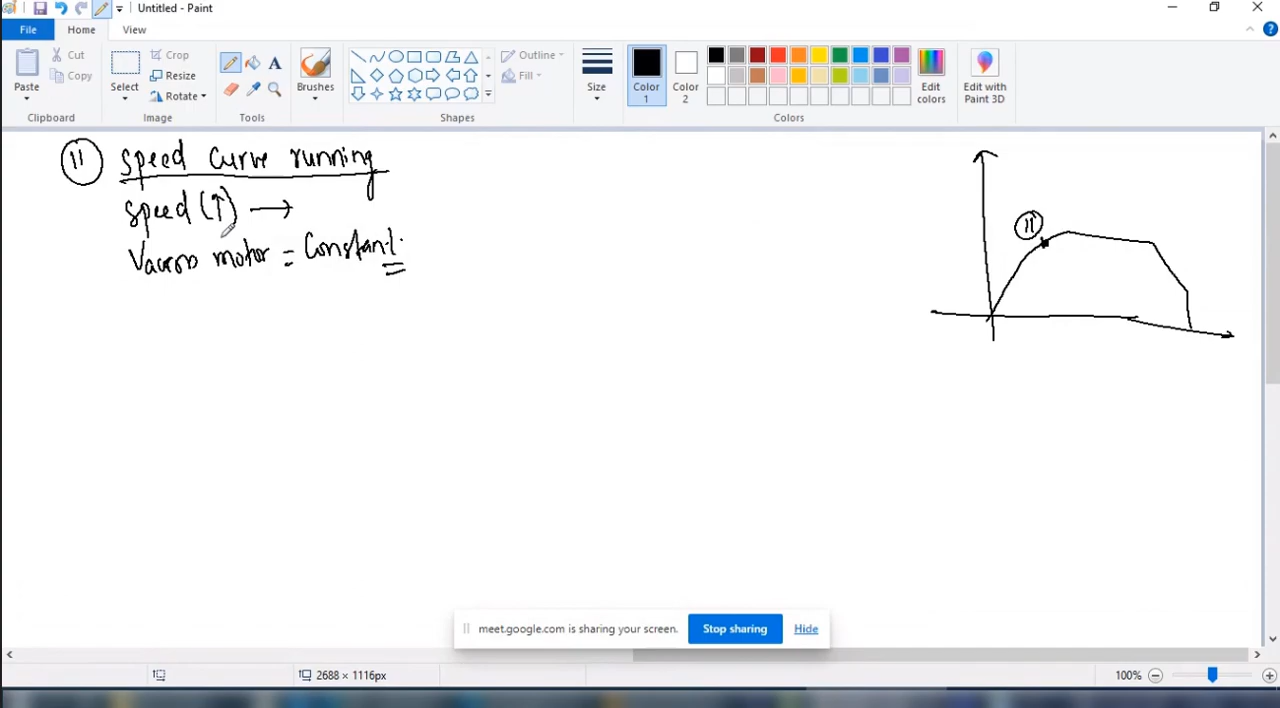 Untitled - Paint
File Home View
Paste
Cut
Copy
Clipboard
Select
Crop
Resize
Rotate
Image
A
Tools
Brushes
Outline
Fill
Shapes
Size
Color 1
Color 2
Edit colors
Edit with Paint 3D
Colors
11 Speed Curve running
Speed (↑) →
Vacross motor = Constant.
11
meet.google.com is sharing your screen. Stop sharing Hide
2688 × 1116px
100%